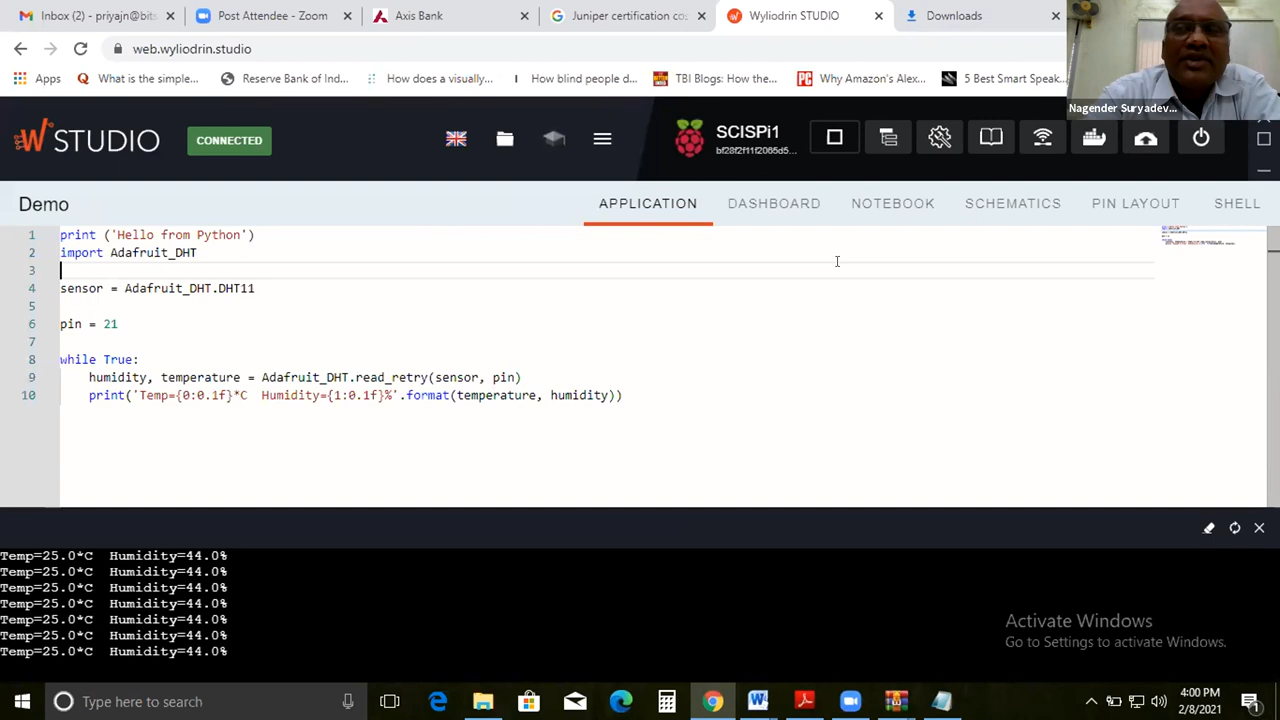 Inbox (2) - priyajn@bits
Post Attendee - Zoom
Axis Bank
Juniper certification cos
Wyliodrin STUDIO
Downloads
web.wyliodrin.studio
Apps
What is the simple...
Reserve Bank of Ind...
How does a visually...
How blind people d...
TBI Blogs: How the...
Why Amazon's Alex...
5 Best Smart Speak...
Nagender Suryadev...
STUDIO
CONNECTED
SCISPi1
bf28f2f11f2065d5...
Demo
APPLICATION
DASHBOARD
NOTEBOOK
SCHEMATICS
PIN LAYOUT
SHELL
1 print ('Hello from Python')
2 import Adafruit_DHT
3
4 sensor = Adafruit_DHT.DHT11
5
6 pin = 21
7
8 while True:
9 humidity, temperature = Adafruit_DHT.read_retry(sensor, pin)
10 print('Temp={0:0.1f}*C  Humidity={1:0.1f}%'.format(temperature, humidity))
Temp=25.0*C  Humidity=44.0%
Temp=25.0*C  Humidity=44.0%
Temp=25.0*C  Humidity=44.0%
Temp=25.0*C  Humidity=44.0%
Temp=25.0*C  Humidity=44.0%
Temp=25.0*C  Humidity=44.0%
Temp=25.0*C  Humidity=44.0%
Activate Windows
Go to Settings to activate Windows.
Type here to search
4:00 PM
2/8/2021